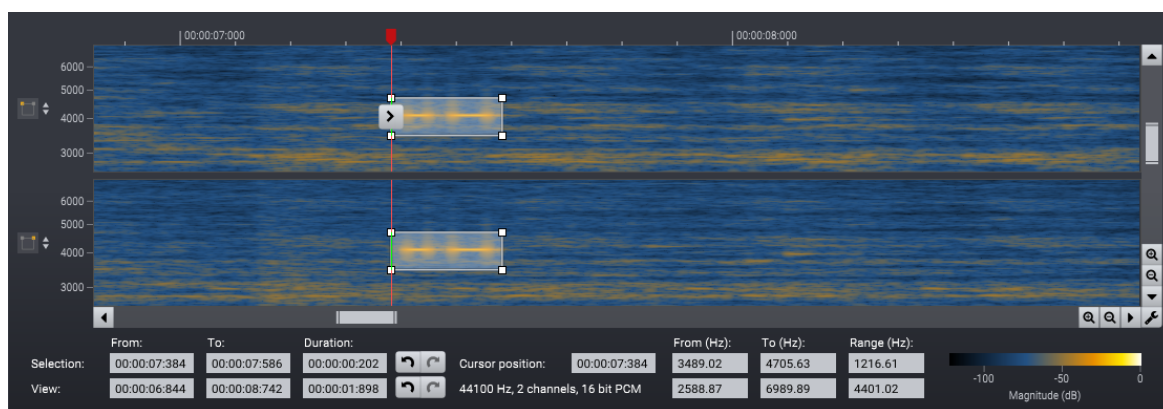 00:00:07:000
00:00:08:000
6000
5000
4000
3000
6000
5000
4000
3000
From: To: Duration: From (Hz): To (Hz): Range (Hz):
Selection: 00:00:07:384 00:00:07:586 00:00:00:202 Cursor position: 00:00:07:384 3489.02 4705.63 1216.61
View: 00:00:06:844 00:00:08:742 00:00:01:898 44100 Hz, 2 channels, 16 bit PCM 2588.87 6989.89 4401.02
-100 -50 0
Magnitude (dB)